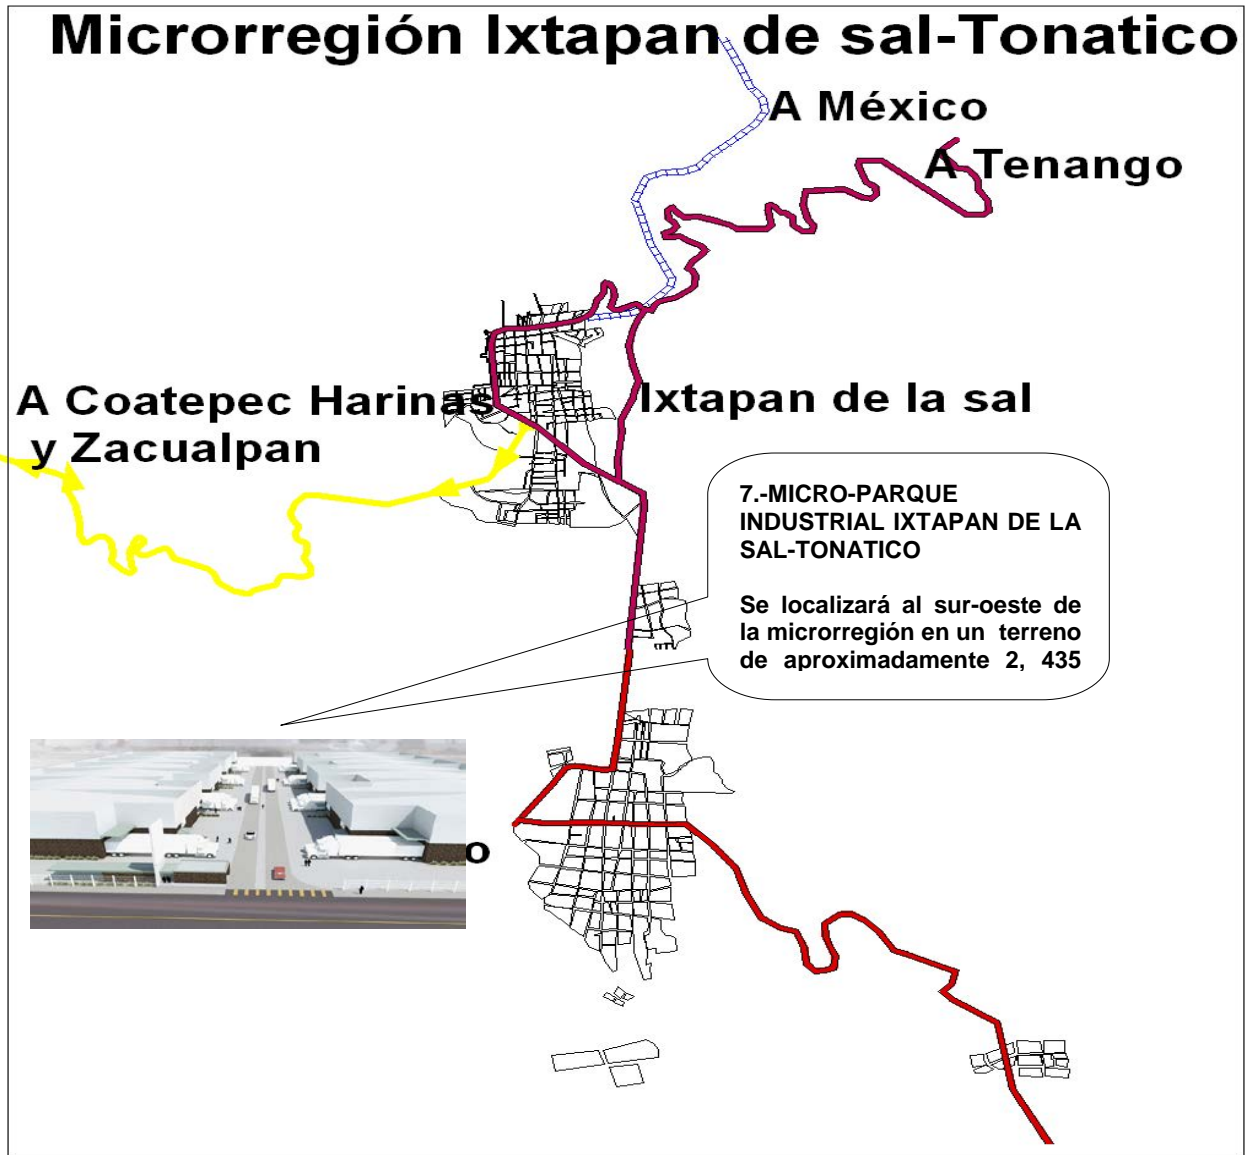 Microrregión Ixtapan de sal-Tonatico
A México
A Tenango
A Coatepec Harinas
y Zacualpan
Ixtapan de la sal
7.-MICRO-PARQUE
INDUSTRIAL IXTAPAN DE LA
SAL-TONATICO
Se localizará al sur-oeste de
la microrregión en un terreno
de aproximadamente 2, 435
o